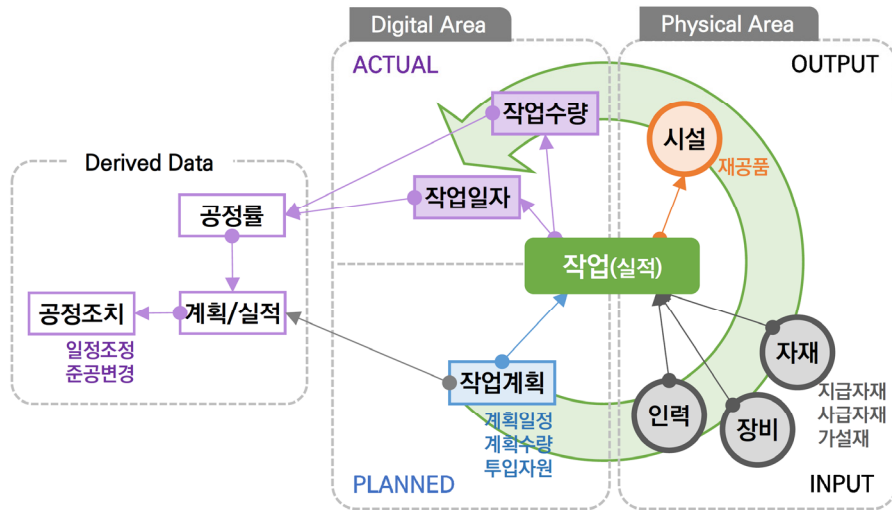 Digital Area
Physical Area
ACTUAL
OUTPUT
작업수량
시설
재공품
Derived Data
작업일자
공정률
작업(실적)
공정조치
계획/실적
일정조정
준공변경
자재
작업계획
지급자재
사급자재
가설재
인력
장비
계획일정
계획수량
투입자원
PLANNED
INPUT